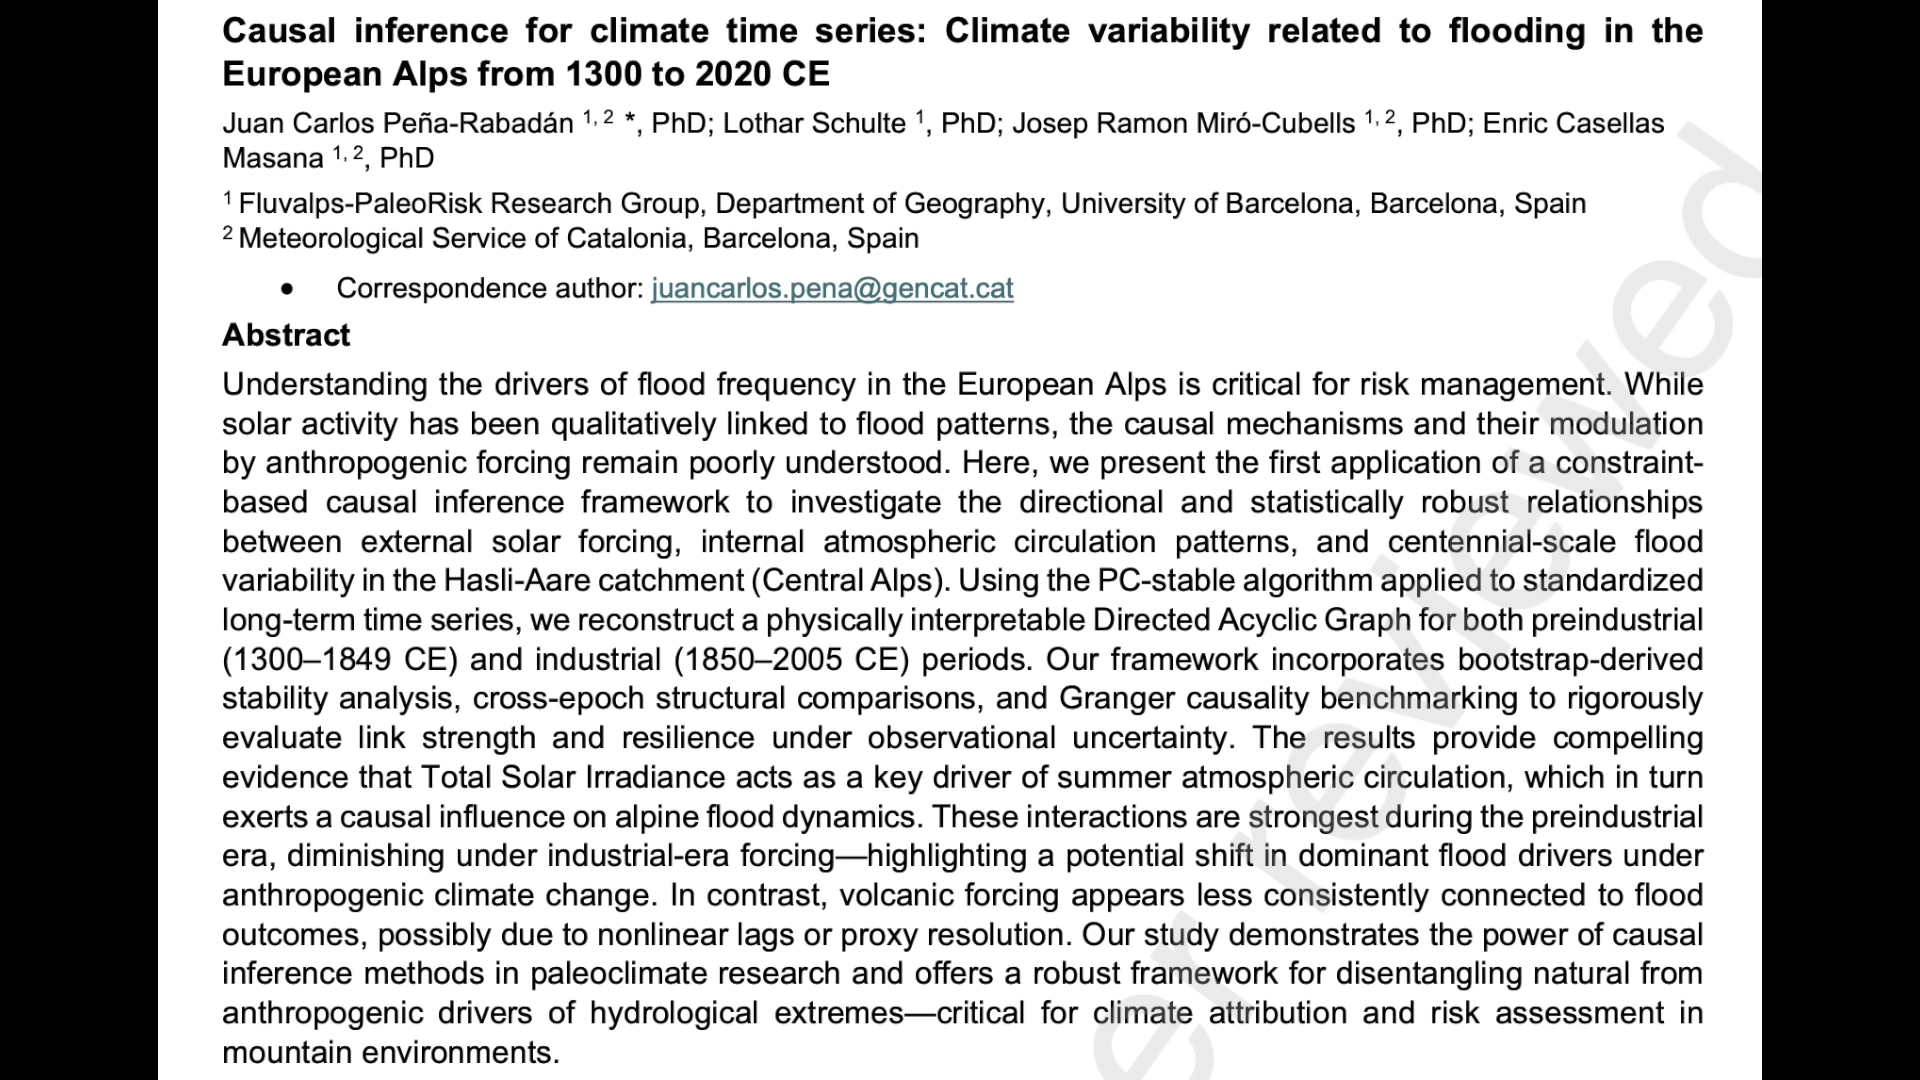 Causal inference for climate time series: Climate variability related to flooding in the
European Alps from 1300 to 2020 CE
Juan Carlos Peña-Rabadán 1, 2 *, PhD; Lothar Schulte 1, PhD; Josep Ramon Miró-Cubells 1, 2, PhD; Enric Casellas
Masana 1, 2, PhD
1 Fluvalps-PaleoRisk Research Group, Department of Geography, University of Barcelona, Barcelona, Spain
2 Meteorological Service of Catalonia, Barcelona, Spain
• Correspondence author: juancarlos.pena@gencat.cat
Abstract
Understanding the drivers of flood frequency in the European Alps is critical for risk management. While
solar activity has been qualitatively linked to flood patterns, the causal mechanisms and their modulation
by anthropogenic forcing remain poorly understood. Here, we present the first application of a constraint-
based causal inference framework to investigate the directional and statistically robust relationships
between external solar forcing, internal atmospheric circulation patterns, and centennial-scale flood
variability in the Hasli-Aare catchment (Central Alps). Using the PC-stable algorithm applied to standardized
long-term time series, we reconstruct a physically interpretable Directed Acyclic Graph for both preindustrial
(1300–1849 CE) and industrial (1850–2005 CE) periods. Our framework incorporates bootstrap-derived
stability analysis, cross-epoch structural comparisons, and Granger causality benchmarking to rigorously
evaluate link strength and resilience under observational uncertainty. The results provide compelling
evidence that Total Solar Irradiance acts as a key driver of summer atmospheric circulation, which in turn
exerts a causal influence on alpine flood dynamics. These interactions are strongest during the preindustrial
era, diminishing under industrial-era forcing—highlighting a potential shift in dominant flood drivers under
anthropogenic climate change. In contrast, volcanic forcing appears less consistently connected to flood
outcomes, possibly due to nonlinear lags or proxy resolution. Our study demonstrates the power of causal
inference methods in paleoclimate research and offers a robust framework for disentangling natural from
anthropogenic drivers of hydrological extremes—critical for climate attribution and risk assessment in
mountain environments.
er reviewed